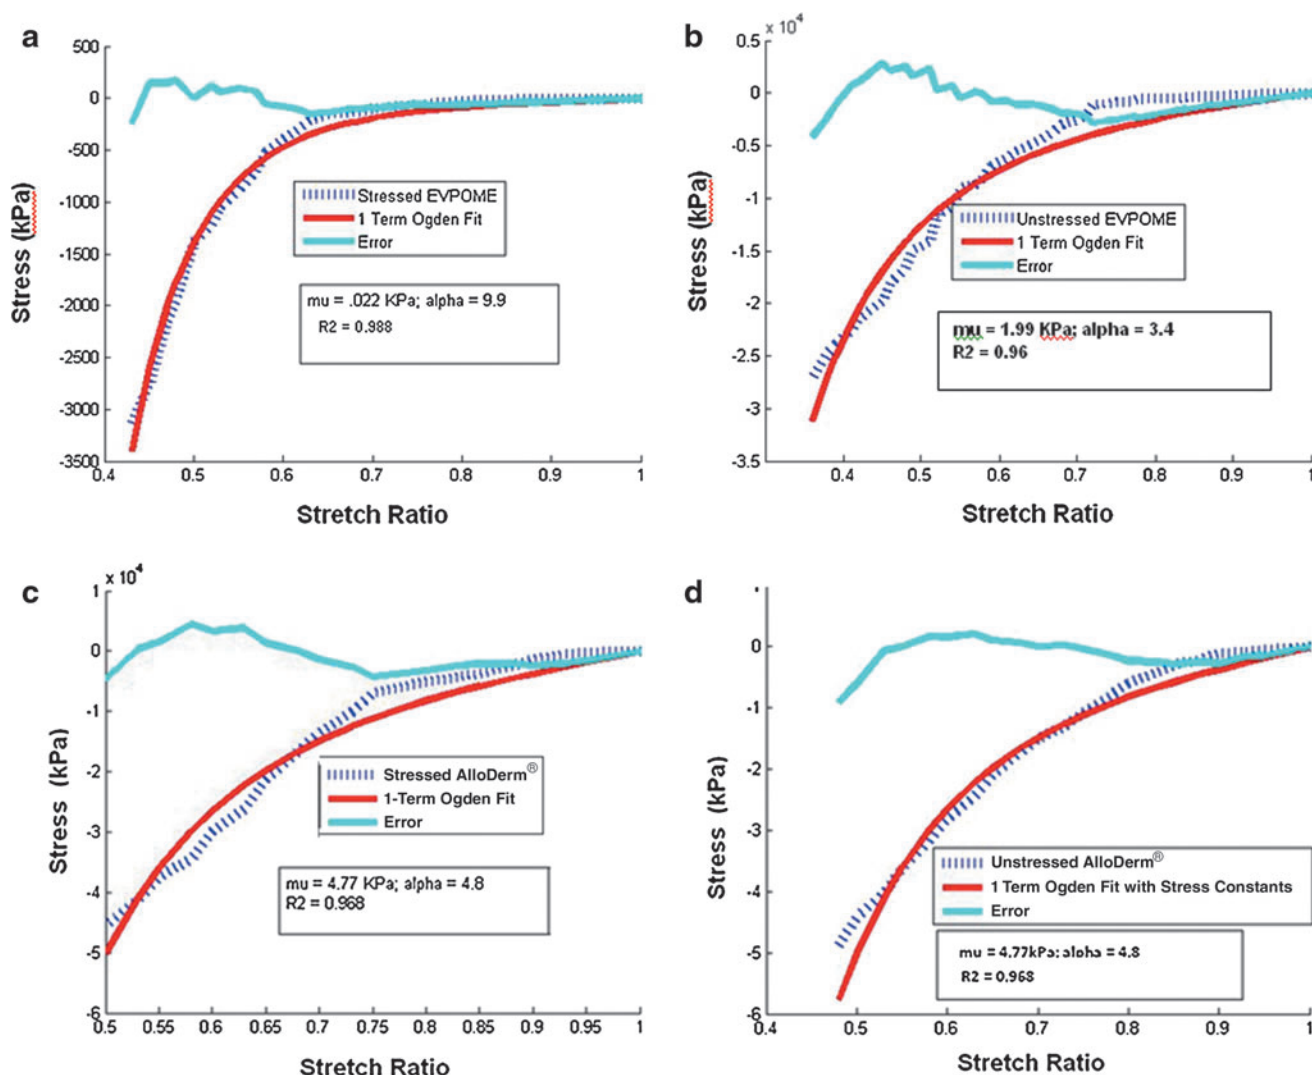 a
500
0
-500
-1000
-1500
-2000
-2500
-3000
-3500
0.4
0.5
0.6
0.7
0.8
0.9
1
Stress (kPa)
Stretch Ratio
Stressed EVPOME
1 Term Ogden Fit
Error
mu = .022 KPa; alpha = 9.9
R2 = 0.988
b
x 10⁴
0.5
0
-0.5
-1
-1.5
-2
-2.5
-3
-3.5
0.4
0.5
0.6
0.7
0.8
0.9
1
Stress (kPa)
Stretch Ratio
Unstressed EVPOME
1 Term Ogden Fit
Error
mu = 1.99 KPa; alpha = 3.4
R2 = 0.96
c
x 10⁴
1
0
-1
-2
-3
-4
-5
-6
0.5
0.55
0.6
0.65
0.7
0.75
0.8
0.85
0.9
0.95
1
Stress (kPa)
Stretch Ratio
Stressed AlloDerm®
1-Term Ogden Fit
Error
mu = 4.77 KPa; alpha = 4.8
R2 = 0.968
d
0
-1
-2
-3
-4
-5
-6
0.4
0.5
0.6
0.7
0.8
0.9
1
Stress (kPa)
Stretch Ratio
Unstressed AlloDerm®
1 Term Ogden Fit with Stress Constants
Error
mu = 4.77kPa: alpha = 4.8
R2 = 0.968